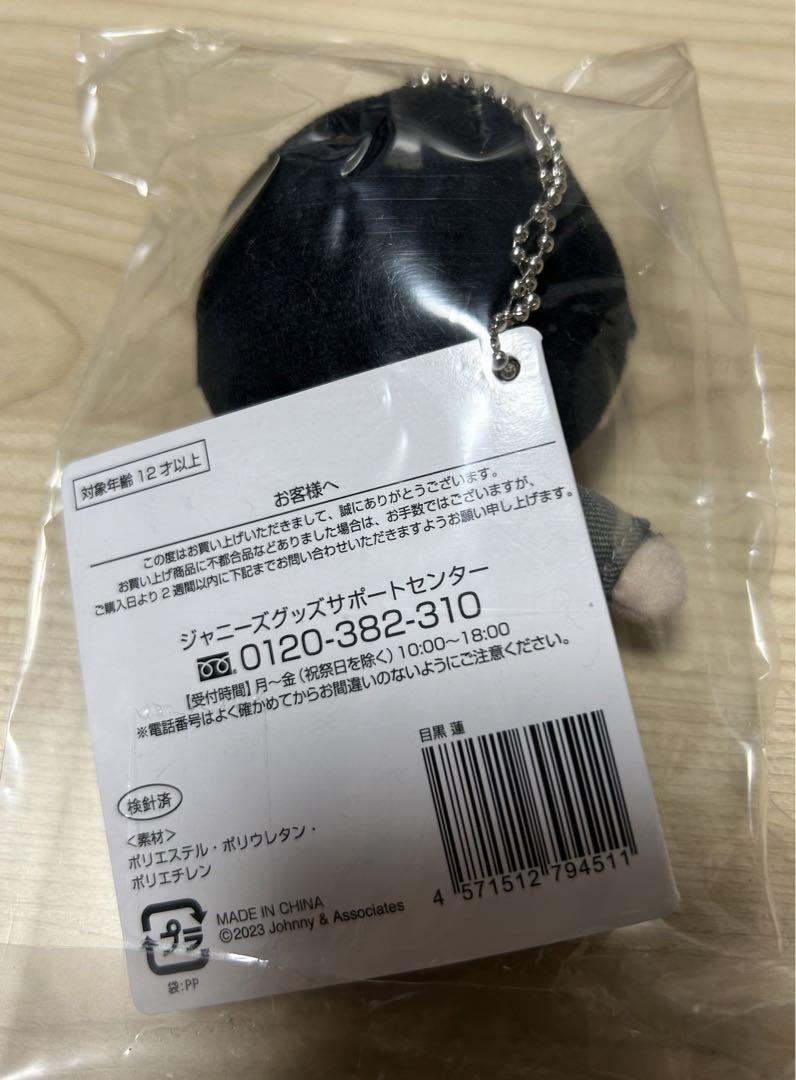 対象年齢 12才以上
お客様へ
この度はお買い上げいただきまして、誠にありがとうございます。
お買い上げ商品に不都合品などありました場合は、お手数ではございますが、
ご購入日より2週間以内に下記までお問い合わせいただきますようお願い申し上げます。
ジャニーズグッズサポートセンター
0120-382-310
【受付時間】月〜金(祝祭日を除く)10:00〜18:00
※電話番号はよく確かめてからお間違いのないようにご注意ください。
目黒 蓮
4 571512 794511
検針済
<素材>
ポリエステル・ポリウレタン・
ポリエチレン
プラ
袋:PP
MADE IN CHINA
©2023 Johnny & Associates